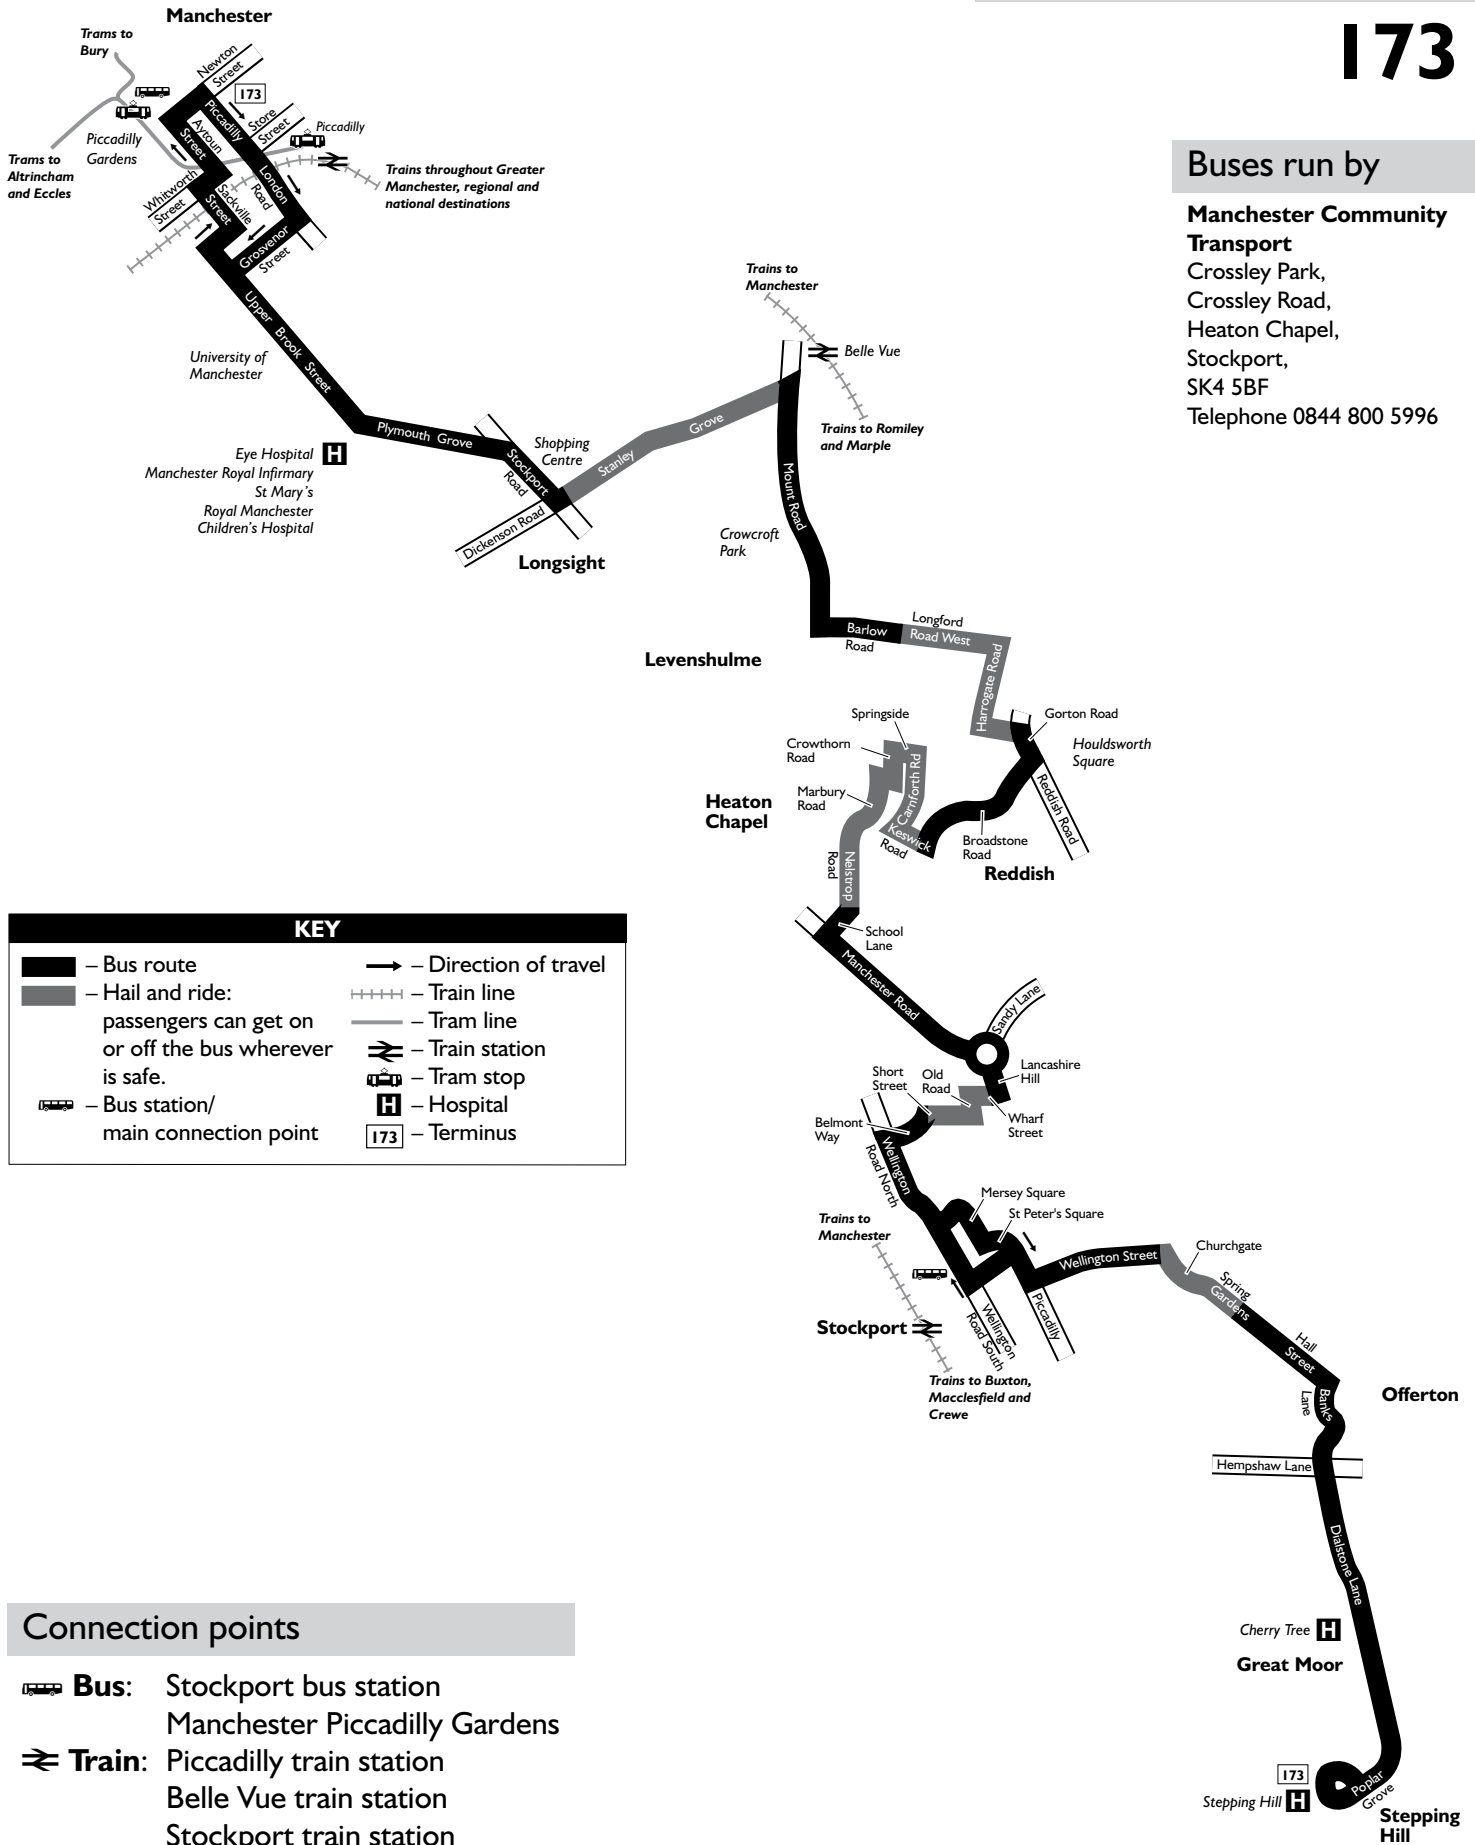 173
Manchester
Trams to
Bury
Newton
Street
173
Piccadilly
Store
Street
Piccadilly
Aytoun
Street
Piccadilly
Gardens
Trams to
Altrincham
and Eccles
Whitworth
Street
Sackville
Street
London
Road
Grosvenor
Street
Trains throughout Greater
Manchester, regional and
national destinations
Buses run by
Manchester Community
Transport
Crossley Park,
Crossley Road,
Heaton Chapel,
Stockport,
SK4 5BF
Telephone 0844 800 5996
Upper Brook Street
University of
Manchester
Trains to
Manchester
Belle Vue
Trains to Romiley
and Marple
Plymouth Grove
Eye Hospital H
Manchester Royal Infirmary
St Mary's
Royal Manchester
Children's Hospital
Stockport
Road
Shopping
Centre
Stanley Grove
Dickenson Road
Longsight
Mount Road
Crowcroft
Park
Barlow
Road
Longford
Road West
Levenshulme
Harrogate Road
Gorton Road
Houldsworth
Square
Reddish Road
Springside
Crowthorn
Road
Marbury
Road
Carnforth Rd
Keswick
Road
Heaton
Chapel
Broadstone
Road
Reddish
Nelstrop
Road
School
Lane
Manchester Road
Sandy Lane
Lancashire
Hill
Short
Street
Old
Road
Wharf
Street
Belmont
Way
Wellington
Road North
Mersey Square
St Peter's Square
Trains to
Manchester
Wellington Street
Churchgate
Spring
Gardens
Piccadilly
Wellington
Road South
Stockport
Trains to Buxton,
Macclesfield and
Crewe
Hall
Street
Banks
Lane
Offerton
Hempshaw Lane
Dialstone Lane
Cherry Tree H
Great Moor
173
Stepping Hill H
Poplar
Grove
Stepping
Hill
KEY
– Bus route
– Hail and ride:
passengers can get on
or off the bus wherever
is safe.
– Bus station/
main connection point
– Direction of travel
– Train line
– Tram line
– Train station
– Tram stop
H – Hospital
173 – Terminus
Connection points
Bus: Stockport bus station
Manchester Piccadilly Gardens
Train: Piccadilly train station
Belle Vue train station
Stockport train station